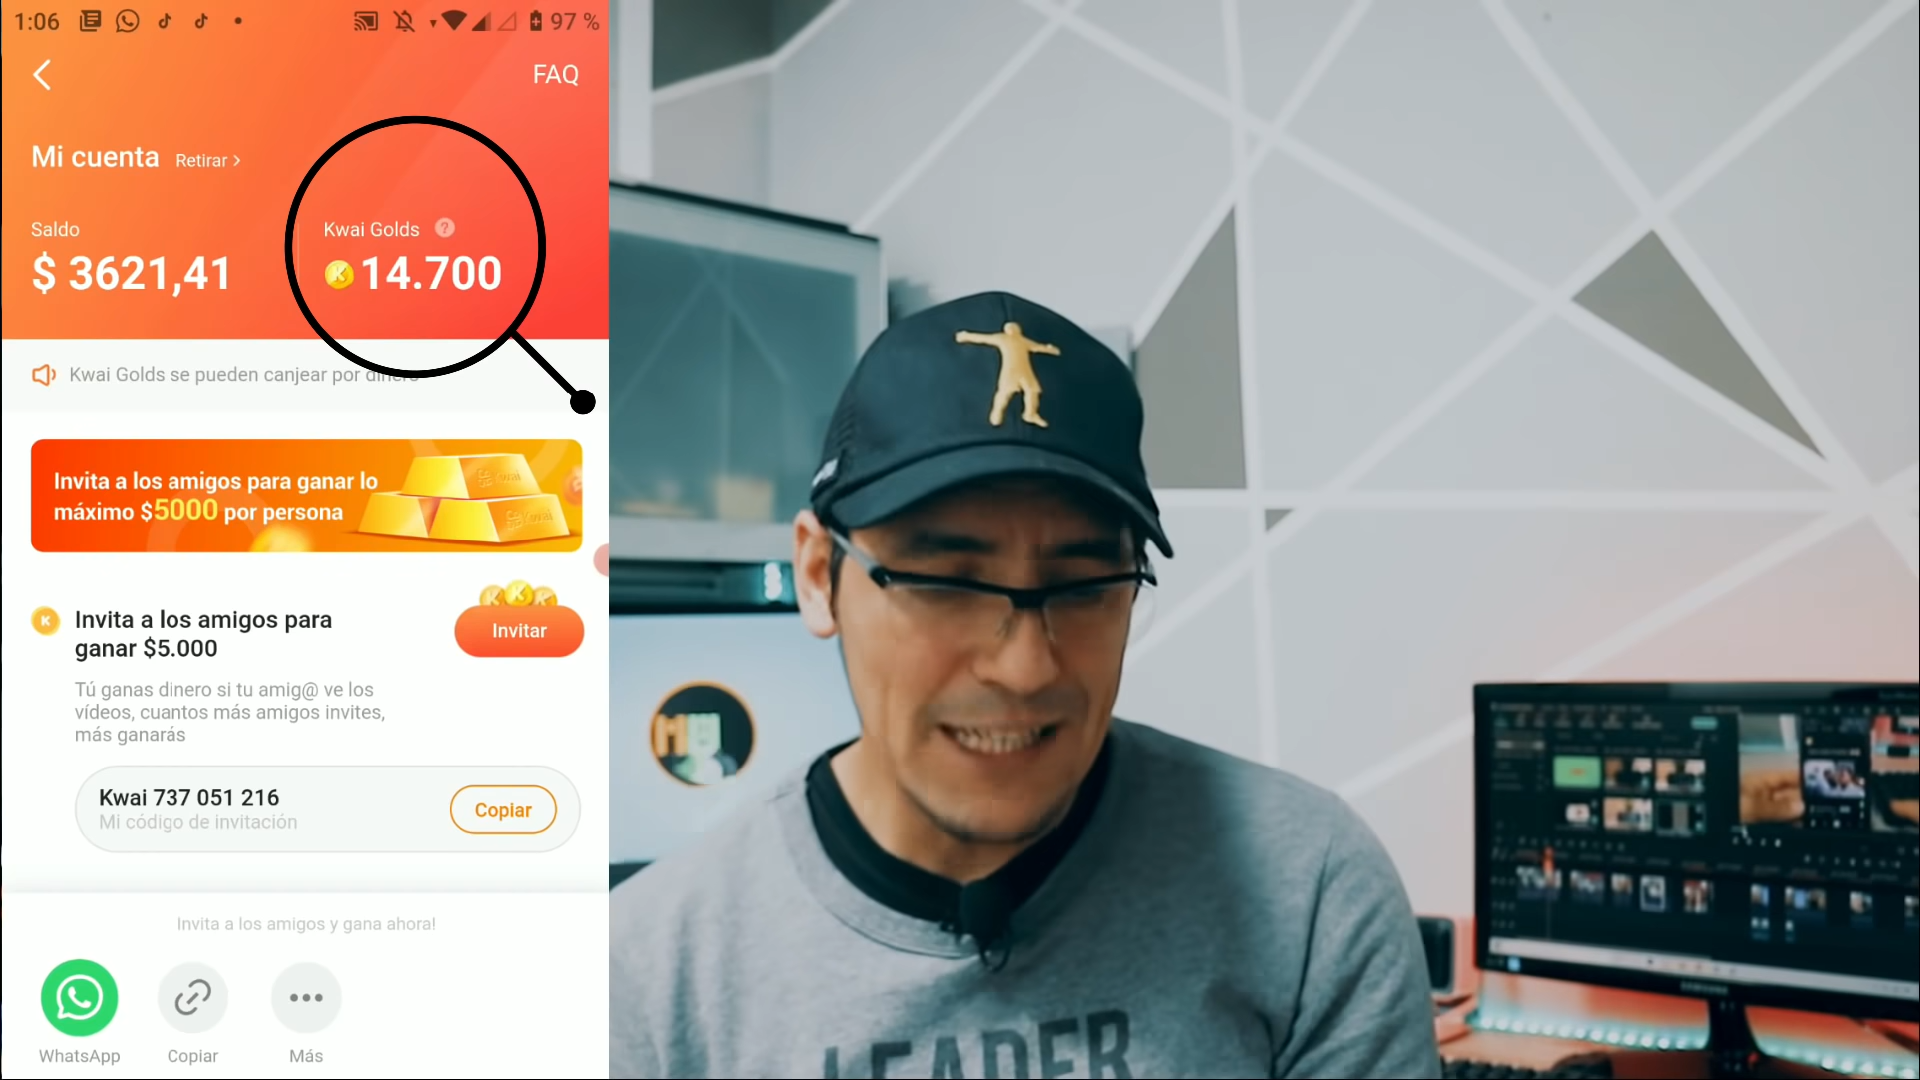 1:06
97 %
FAQ
Mi cuenta Retirar >
Saldo
Kwai Golds ?
$ 3621,41
14.700
Kwai Golds se pueden canjear por dinero
Invita a los amigos para ganar lo
máximo $5000 por persona
Invita a los amigos para
ganar $5.000
Invitar
Tú ganas dinero si tu amig@ ve los
vídeos, cuantos más amigos invites,
más ganarás
Kwai 737 051 216
Mi código de invitación
Copiar
Invita a los amigos y gana ahora!
WhatsApp
Copiar
Más
LEADER
SAMSUNG